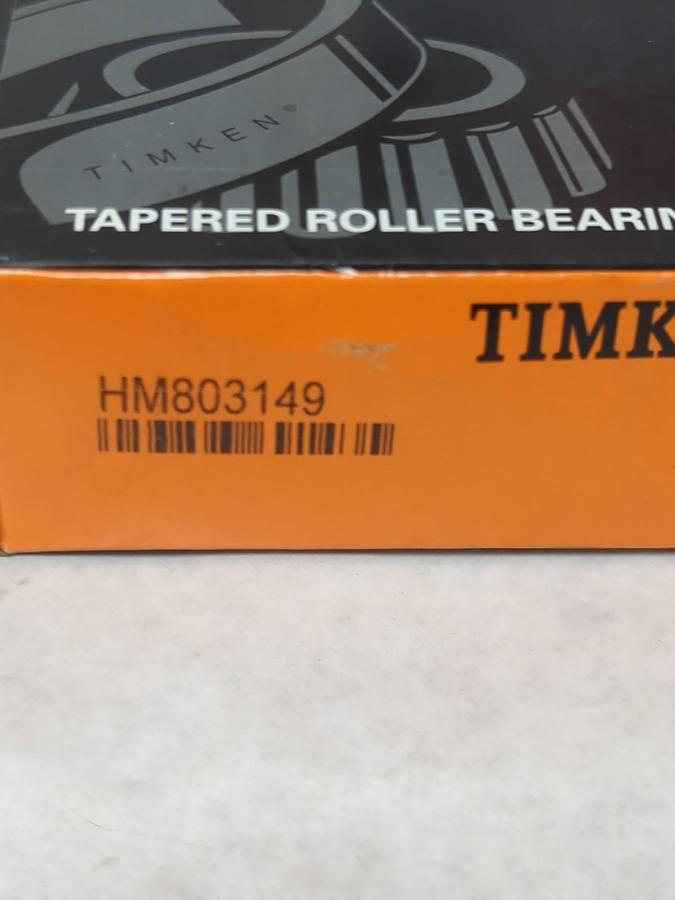 TIMKEN®
TAPERED ROLLER BEARIN
TIMK
HM803149